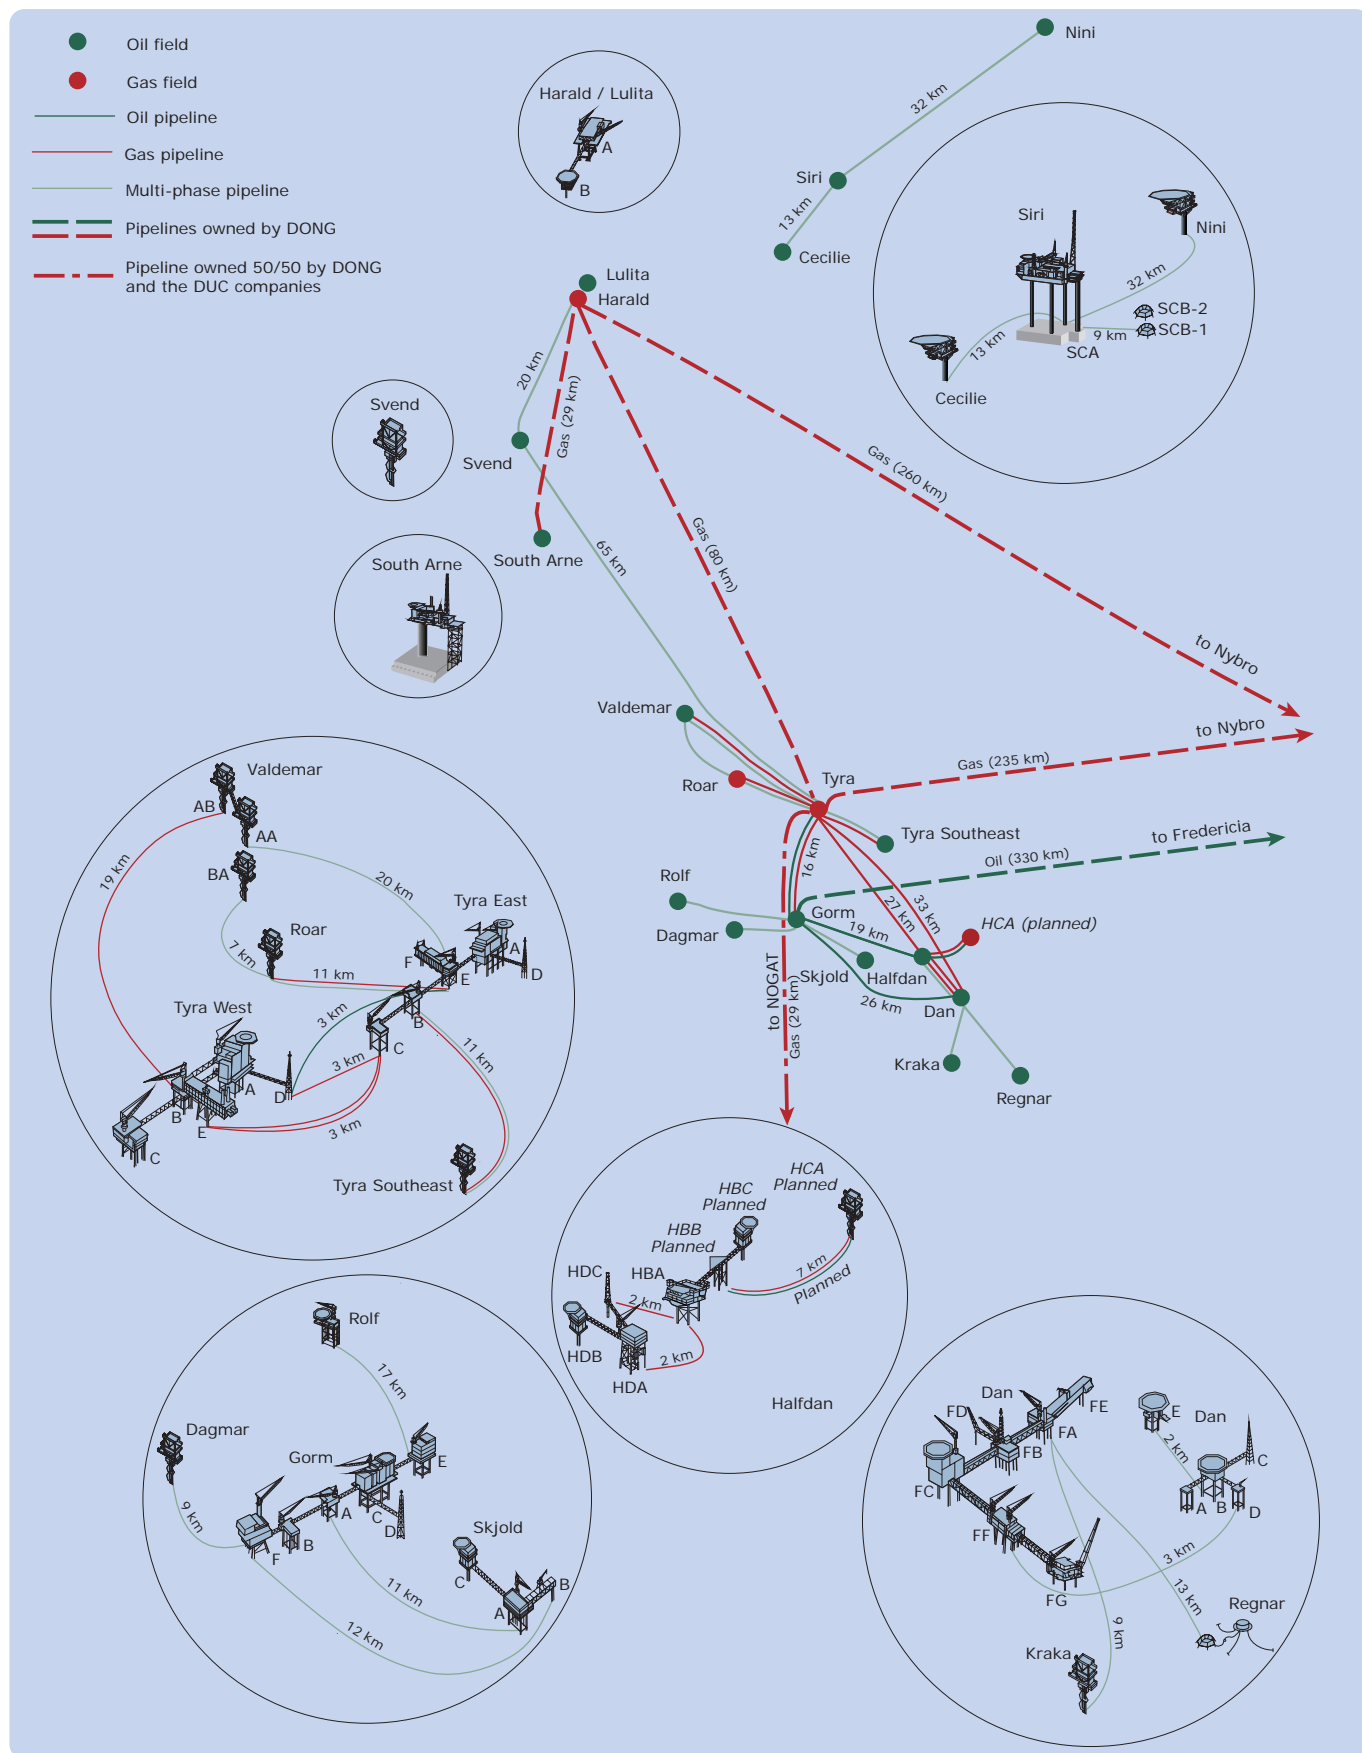 Oil field
Gas field
Oil pipeline
Gas pipeline
Multi-phase pipeline
Pipelines owned by DONG
Pipeline owned 50/50 by DONG
and the DUC companies
Harald / Lulita
A
B
Nini
32 km
Siri
13 km
Cecilie
Siri
Nini
32 km
SCB-2
SCB-1
9 km
13 km
SCA
Cecilie
Lulita
Harald
20 km
Gas (29 km)
Svend
Svend
Gas (260 km)
Gas (80 km)
65 km
South Arne
South Arne
to Nybro
to Nybro
Gas (235 km)
Valdemar
Roar
Tyra
Tyra Southeast
to Fredericia
Oil (330 km)
16 km
Rolf
Dagmar
Gorm
27 km
33 km
19 km
HCA (planned)
Skjold
Halfdan
26 km
Dan
to NOGAT
Gas (29 km)
Kraka
Regnar
Valdemar
AB
AA
BA
19 km
20 km
Tyra East
Roar
7 km
11 km
F
A
D
E
Tyra West
3 km
B
C
3 km
11 km
A
D
B
E
C
3 km
Tyra Southeast
HCA
Planned
HBC
Planned
HBB
Planned
HDC
HBA
7 km
Planned
2 km
HDB
2 km
HDA
Halfdan
Rolf
17 km
Dagmar
Gorm
E
9 km
A
C
D
B
F
Skjold
C
B
A
11 km
12 km
Dan
FE
FD
FA
FB
FC
E
Dan
2 km
C
A
B
D
FF
3 km
FG
13 km
Regnar
9 km
Kraka